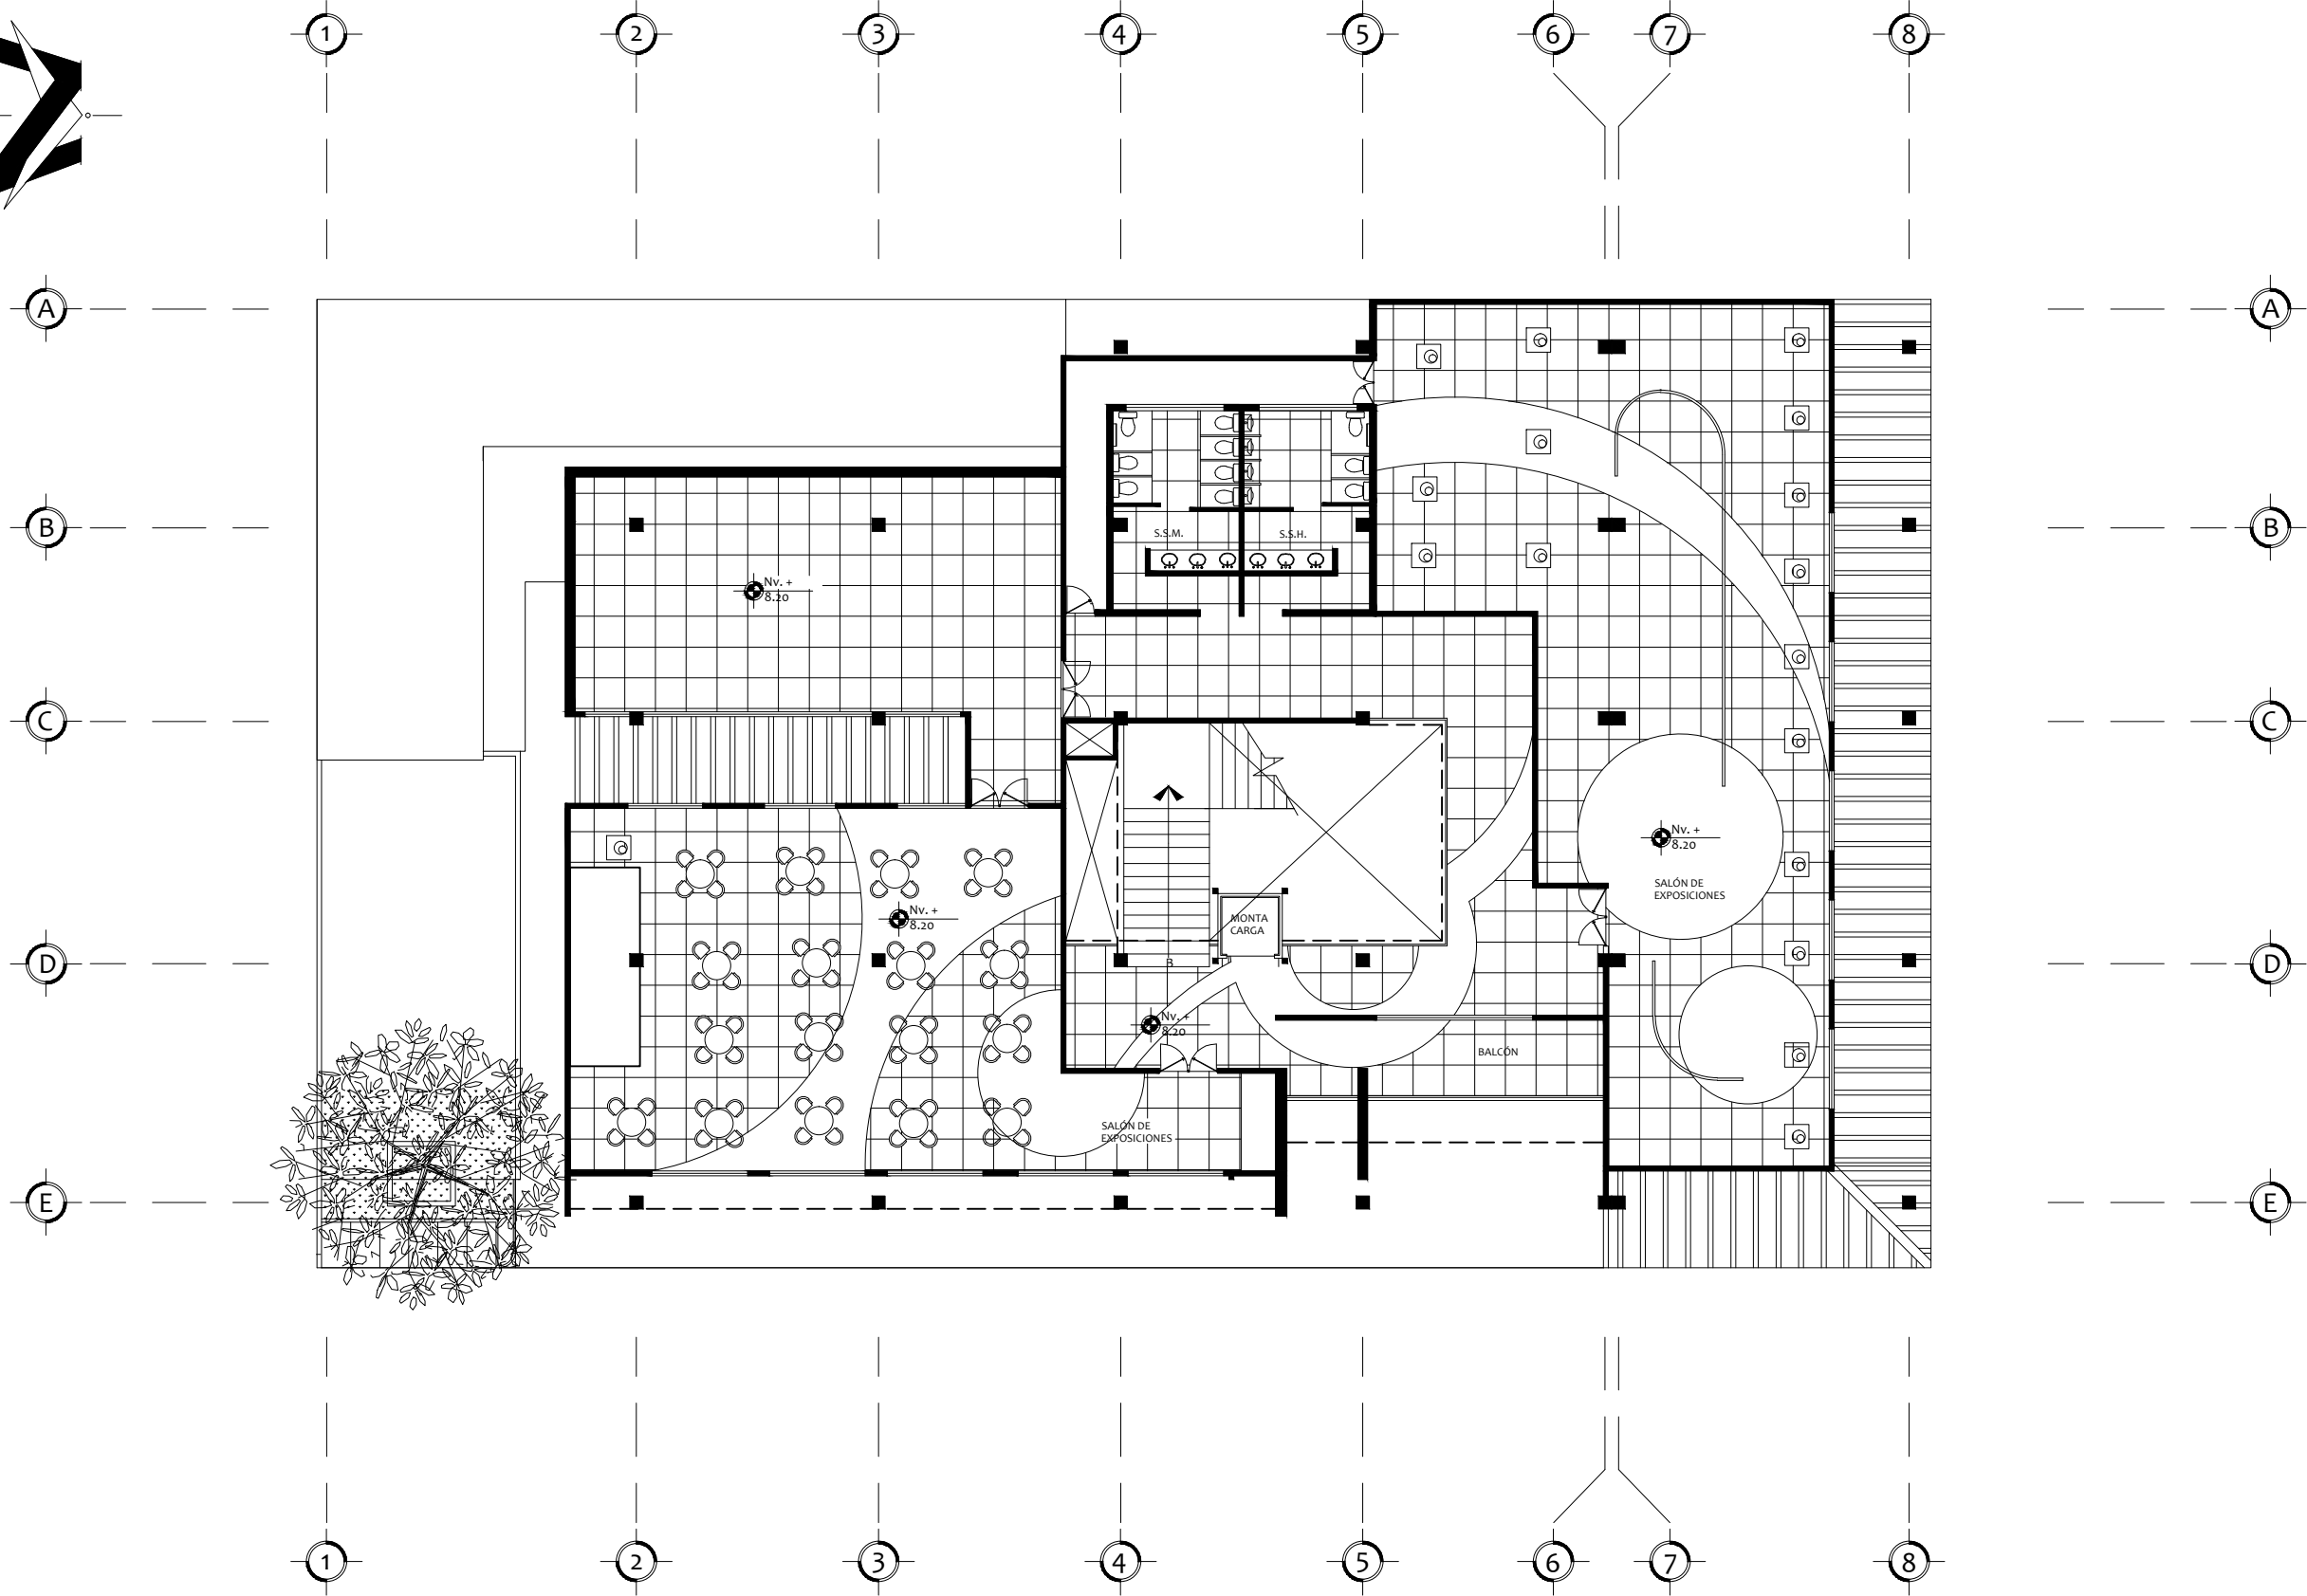 1 2 3 4 5 6 7 8
A A
S.S.M. S.S.H.
B B
Nv. +
8.20
C C
Nv. +
8.20
SALÓN DE
EXPOSICIONES
Nv. +
8.20
MONTA
CARGA
D D
B
Nv. +
8.20
BALCÓN
SALÓN DE
EXPOSICIONES
E E
1 2 3 4 5 6 7 8